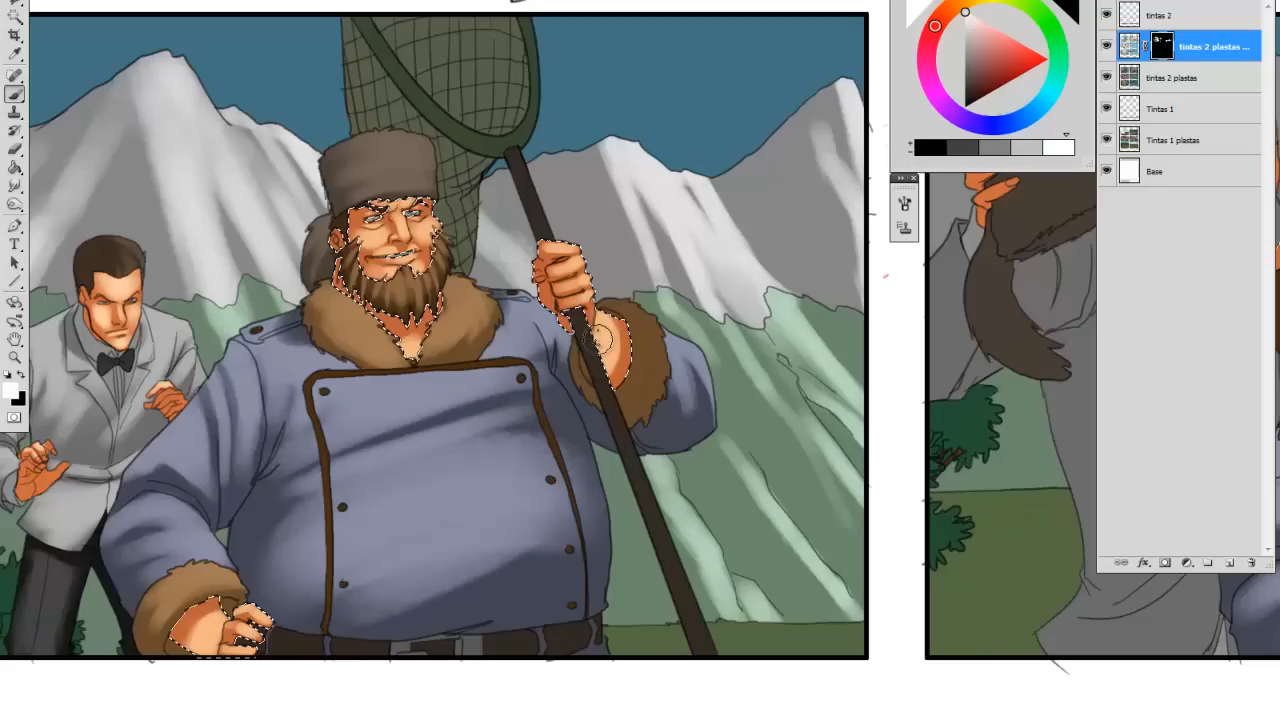 tintas 2
tintas 2 plastas ...
tintas 2 plastas
Tintas 1
Tintas 1 plastas
Base